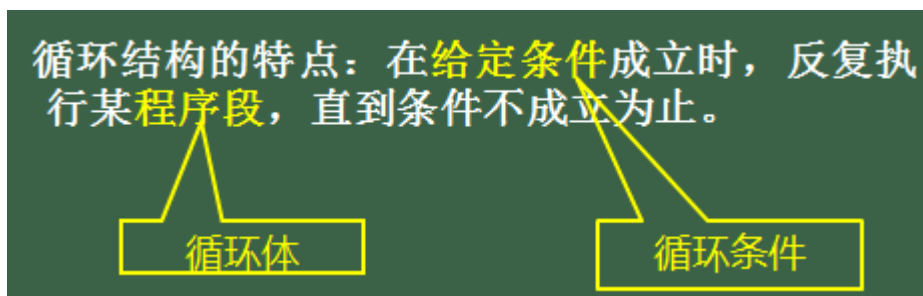 循环结构的特点：在给定条件成立时，反复执
行某程序段，直到条件不成立为止。
循环体
循环条件